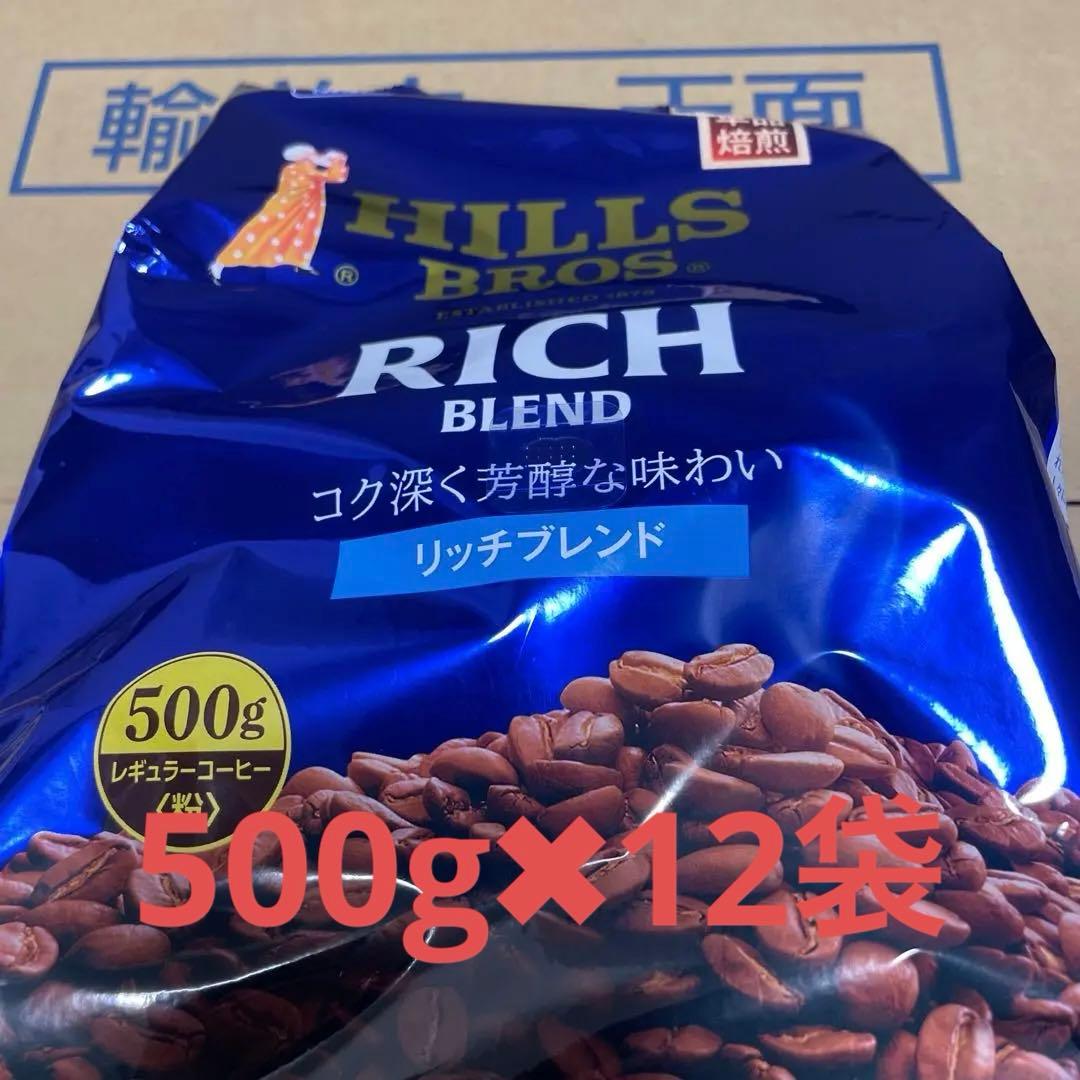 輸
正面
単品
焙煎
HILLS
BROS®
®
ESTABLISHED 1878
RICH
BLEND
コク深く芳醇な味わい
リッチブレンド
500g
レギュラーコーヒー
〈粉〉
500g✖12袋